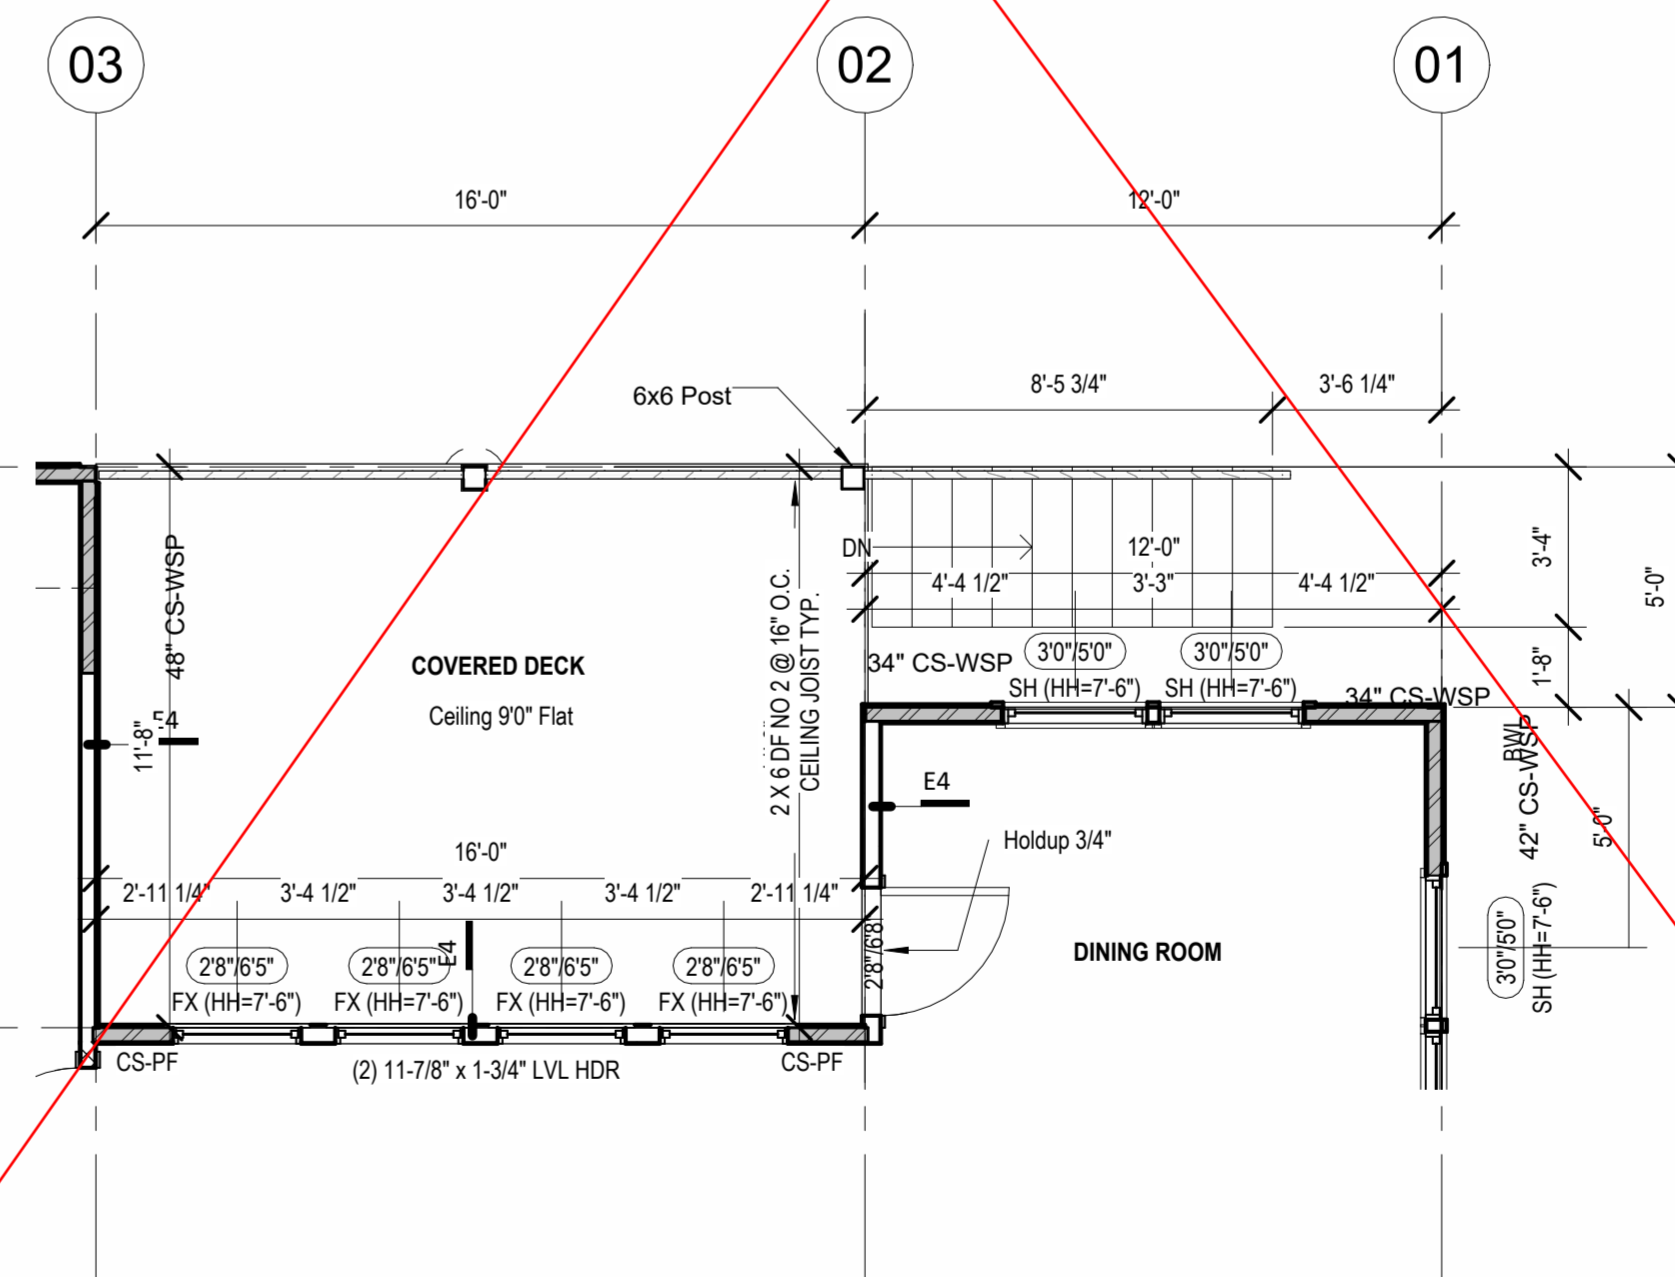 03
02
01
16'-0"
12'-0"
6x6 Post
8'-5 3/4"
3'-6 1/4"
DN
12'-0"
4'-4 1/2"
3'-3"
4'-4 1/2"
3'-4"
5'-0"
1'-8"
48" CS-WSP
2 X 6 DF NO 2 @ 16" O.C.
CEILING JOIST TYP.
34" CS-WSP
3'0"/5'0"
3'0"/5'0"
SH (HH=7'-6")
SH (HH=7'-6")
34" CS-WSP
COVERED DECK
Ceiling 9'0" Flat
11'-8"
E4
E4
BWL
42" CS-WSP
5'-0"
Holdup 3/4"
16'-0"
2'-11 1/4"
3'-4 1/2"
3'-4 1/2"
3'-4 1/2"
2'-11 1/4"
2'8"/6'5"
2'8"/6'5"
E4
2'8"/6'5"
2'8"/6'5"
2'8"/6'8"
DINING ROOM
3'0"/5'0"
SH (HH=7'-6")
FX (HH=7'-6")
FX (HH=7'-6")
FX (HH=7'-6")
FX (HH=7'-6")
CS-PF
(2) 11-7/8" x 1-3/4" LVL HDR
CS-PF